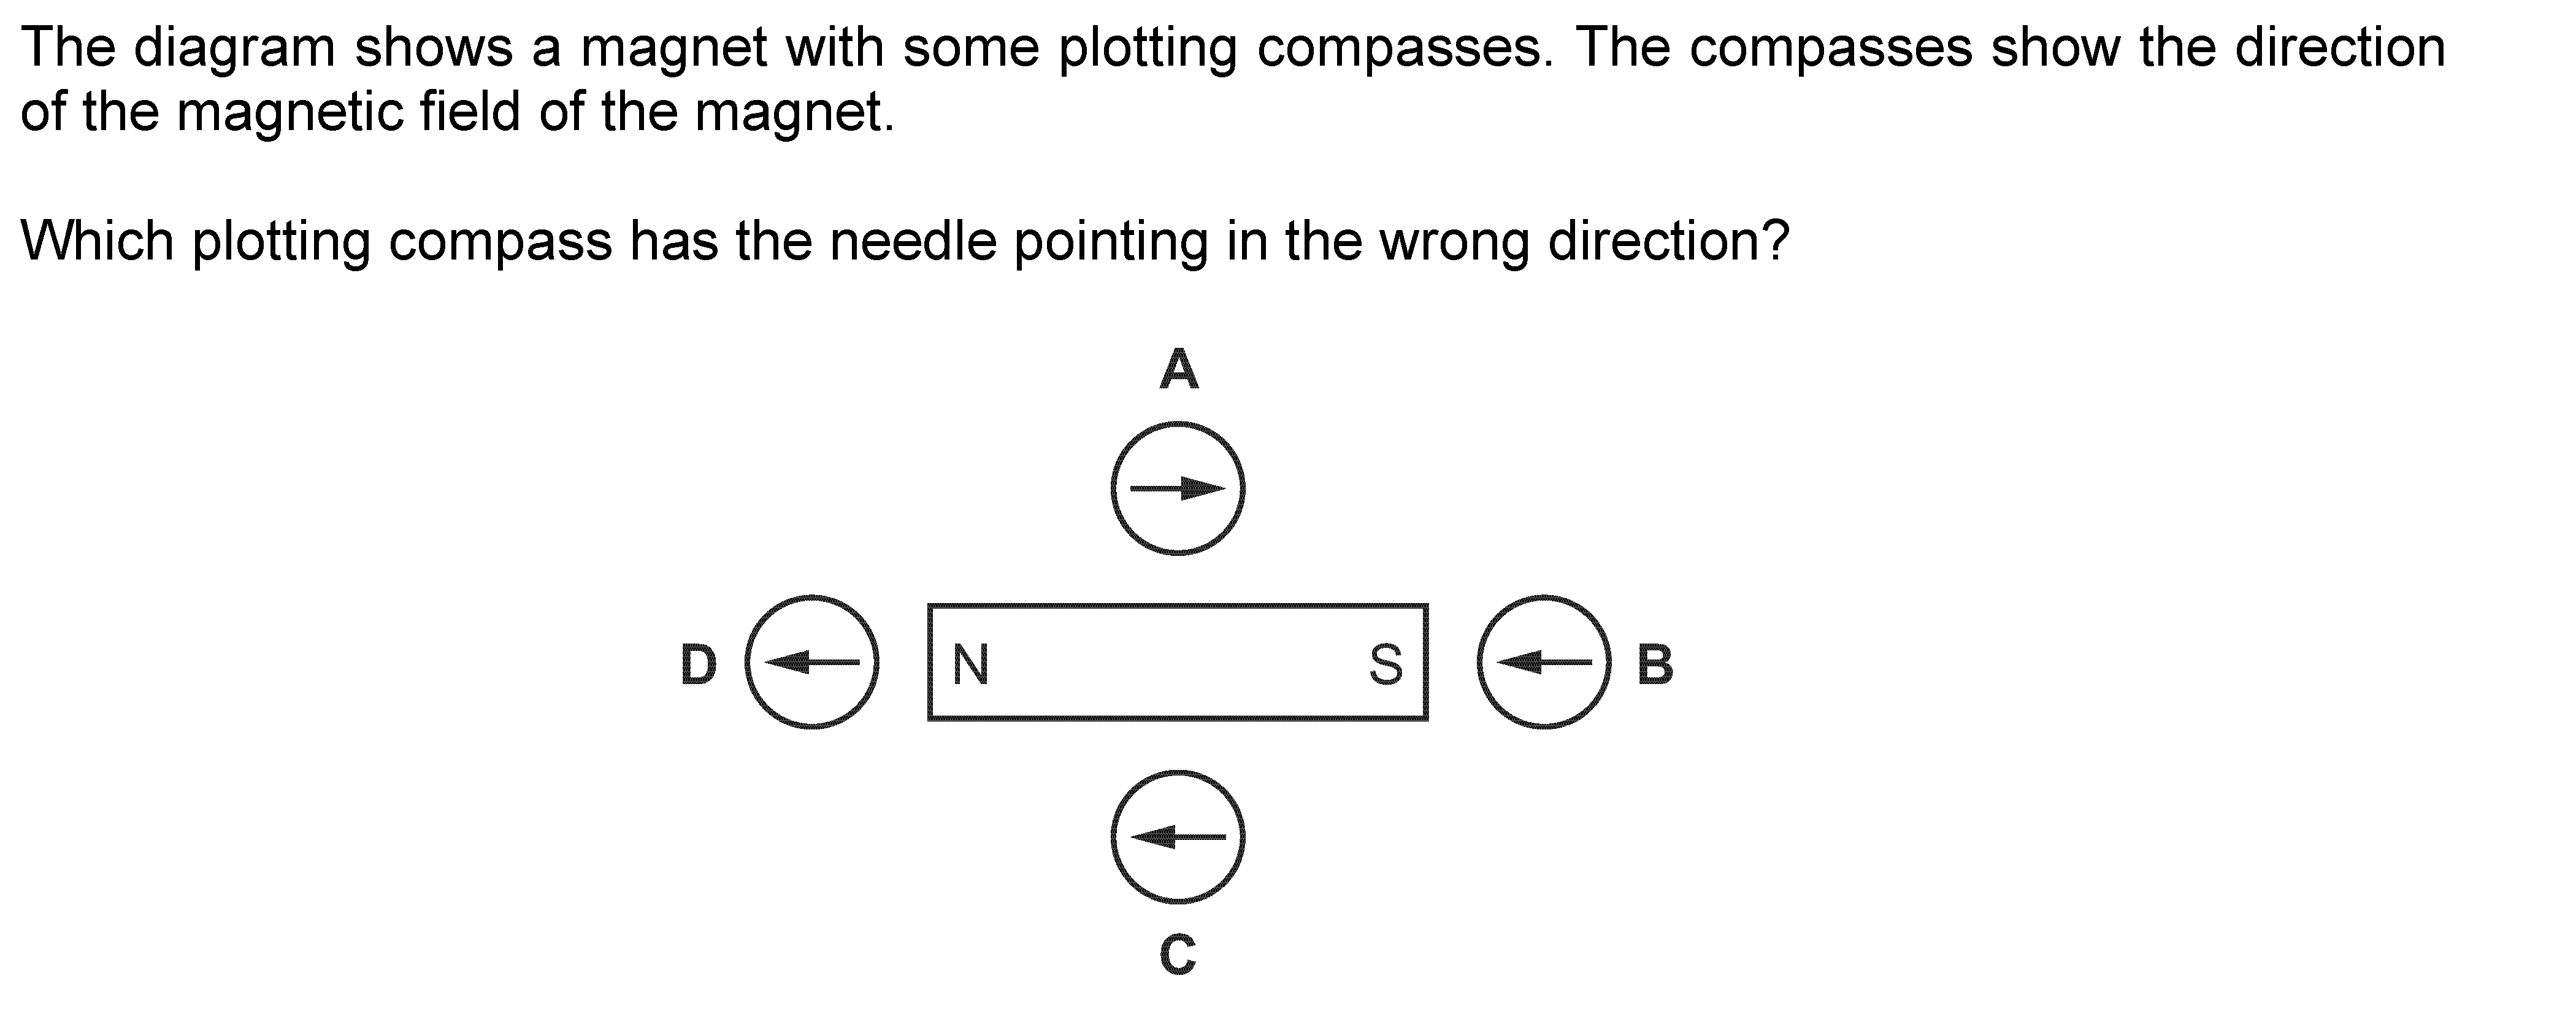 The diagram shows a magnet with some plotting compasses. The compasses show the direction
of the magnetic field of the magnet.
Which plotting compass has the needle pointing in the wrong direction?
A
D N S B
C